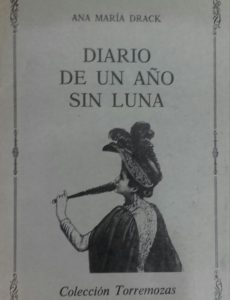 ANA MARÍA DRACK
DIARIO
DE UN AÑO
SIN LUNA
Colección Torremozas